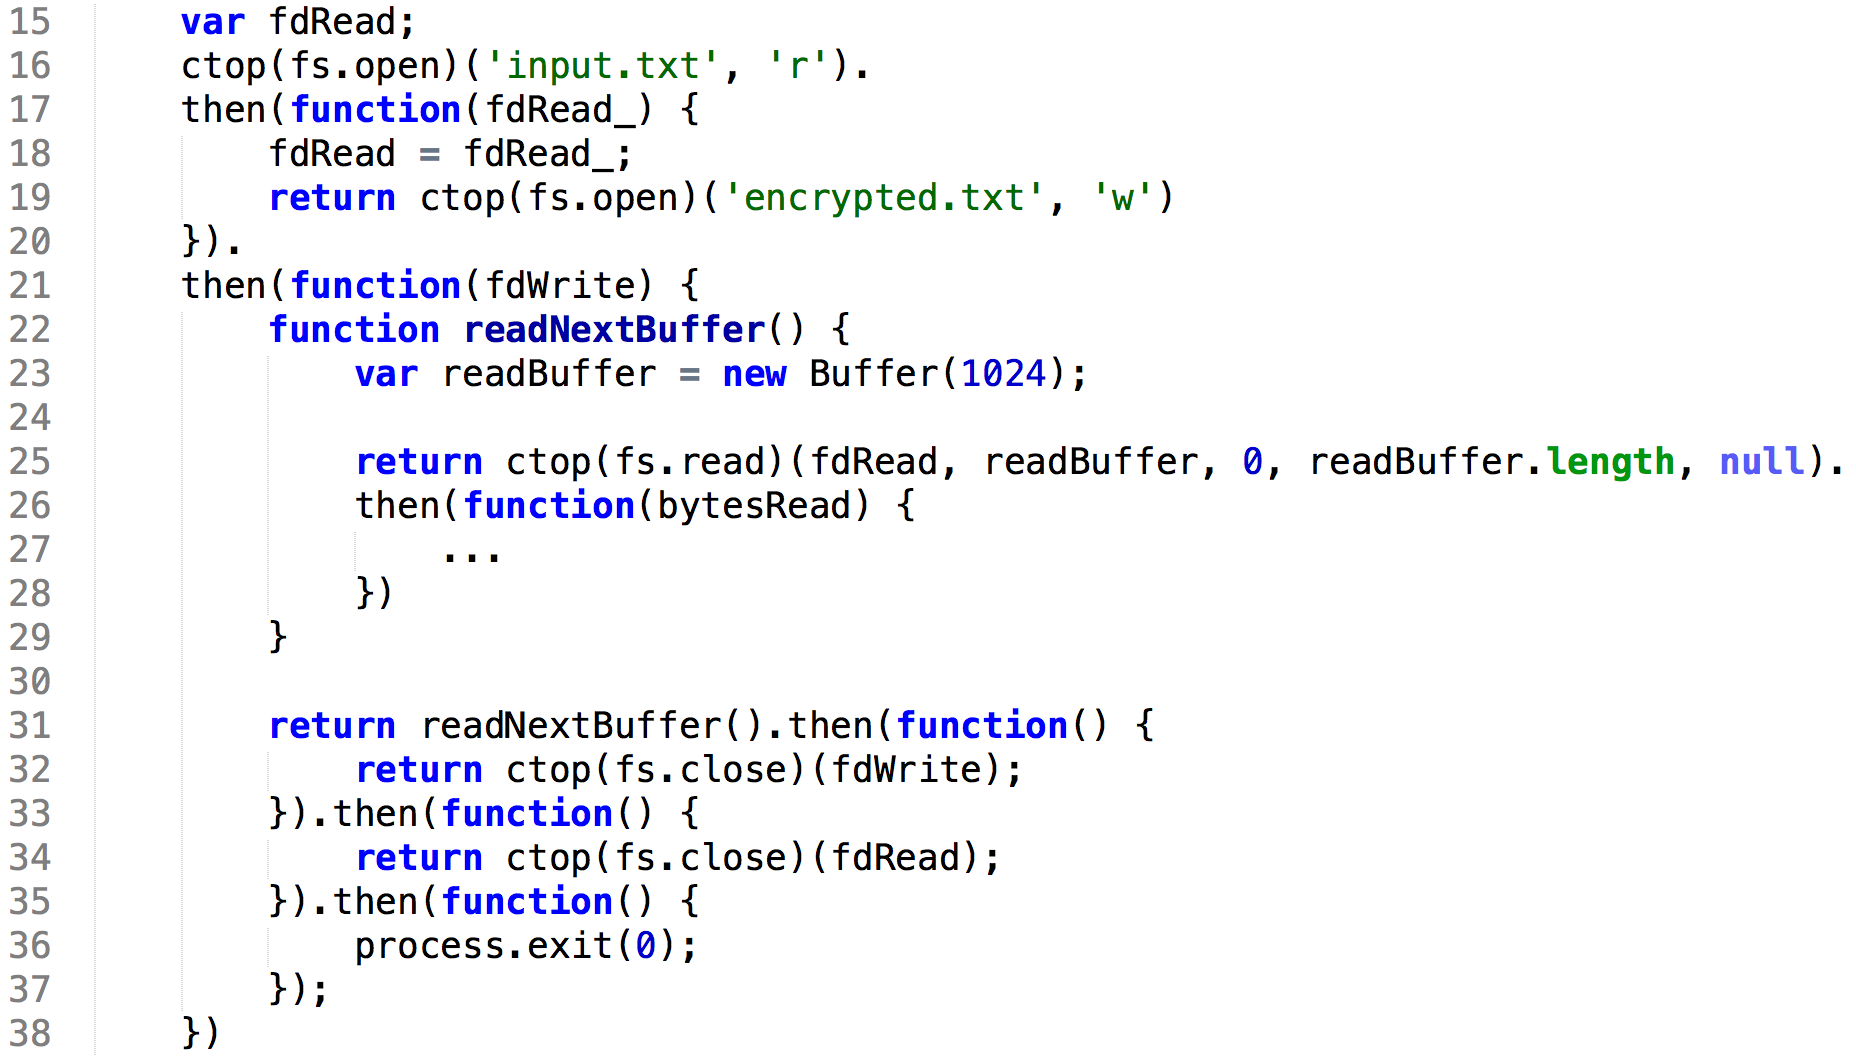 15 var fdRead;
16 ctop(fs.open)('input.txt', 'r').
17 then(function(fdRead_) {
18 fdRead = fdRead_;
19 return ctop(fs.open)('encrypted.txt', 'w')
20 }).
21 then(function(fdWrite) {
22 function readNextBuffer() {
23 var readBuffer = new Buffer(1024);
24
25 return ctop(fs.read)(fdRead, readBuffer, 0, readBuffer.length, null).
26 then(function(bytesRead) {
27 ...
28 })
29 }
30
31 return readNextBuffer().then(function() {
32 return ctop(fs.close)(fdWrite);
33 }).then(function() {
34 return ctop(fs.close)(fdRead);
35 }).then(function() {
36 process.exit(0);
37 });
38 })